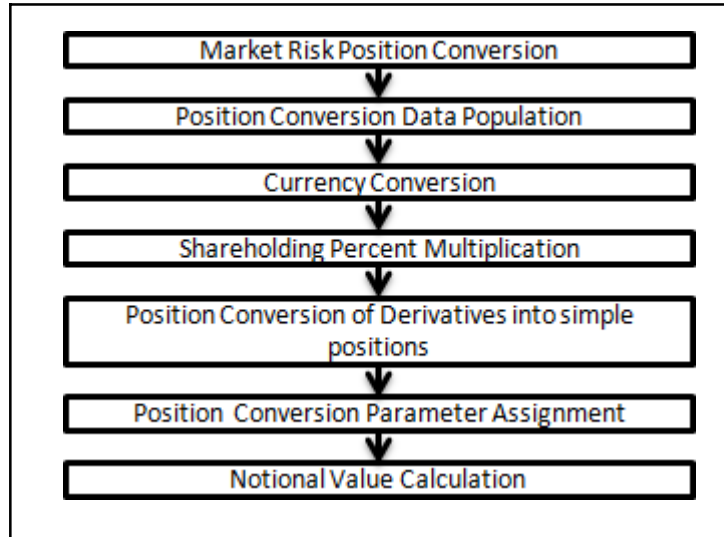 Market Risk Position Conversion
Position Conversion Data Population
Currency Conversion
Shareholding Percent Multiplication
Position Conversion of Derivatives into simple
positions
Position Conversion Parameter Assignment
Notional Value Calculation